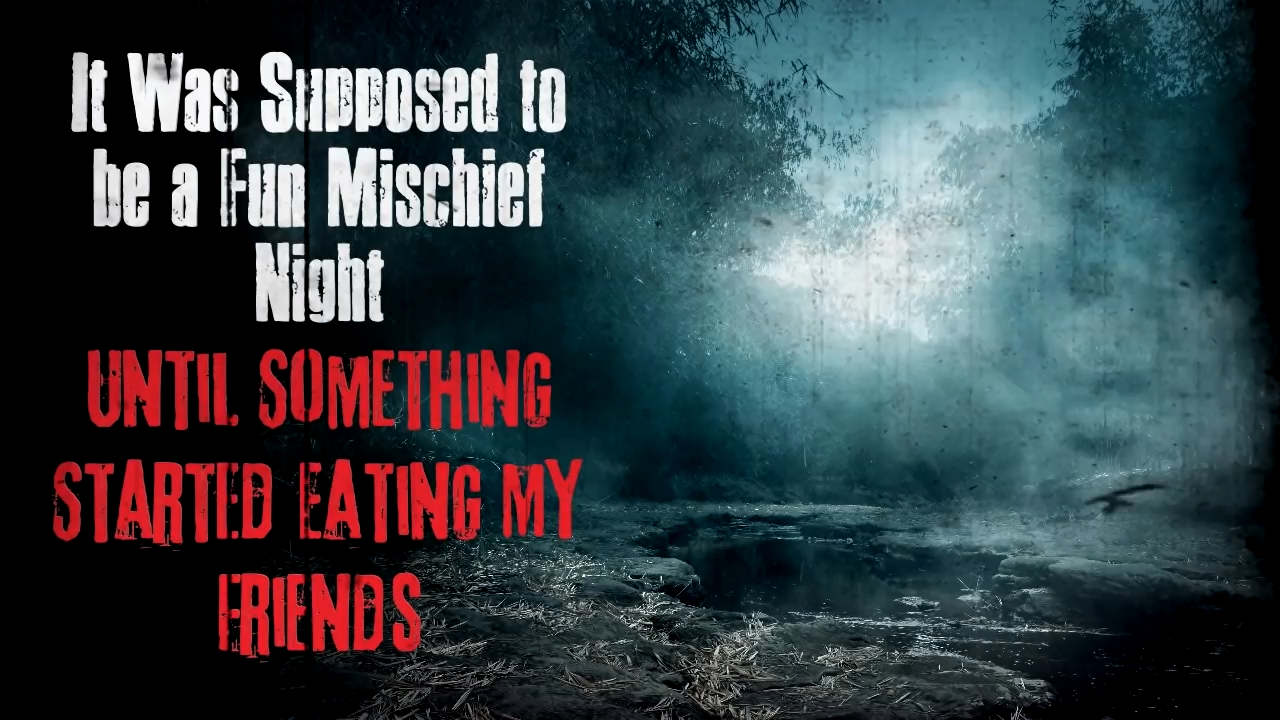 It Was Supposed to
be a Fun Mischief
Night
UNTIL SOMETHING
STARTED EATING MY
FRIENDS